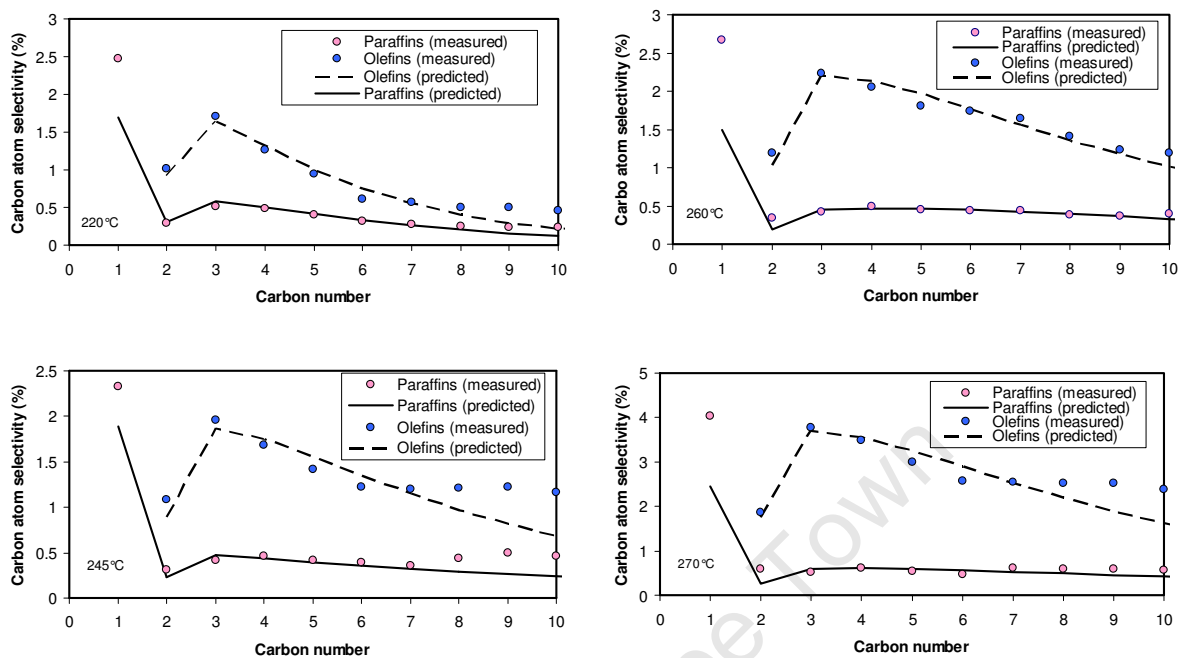 Carbon atom selectivity (%)
3
2.5
2
1.5
1
0.5
0
Paraffins (measured)
Olefins (measured)
Olefins (predicted)
Paraffins (predicted)
220°C
0 1 2 3 4 5 6 7 8 9 10
Carbon number
Carbo atom selectivity (%)
3
2
1
0
Paraffins (measured)
Paraffins (predicted)
Olefins (measured)
Olefins (predicted)
260°C
0 1 2 3 4 5 6 7 8 9 10
Carbon number
Carbon atom selectivity (%)
2.5
2
1.5
1
0.5
0
Paraffins (measured)
Paraffins (predicted)
Olefins (measured)
Olefins (predicted)
245°C
0 1 2 3 4 5 6 7 8 9 10
Carbon number
Carbon atom selectivity (%)
5
4
3
2
1
0
Paraffins (measured)
Paraffins (predicted)
Olefins (measured)
Olefins (predicted)
270°C
0 1 2 3 4 5 6 7 8 9 10
Carbon number
Town